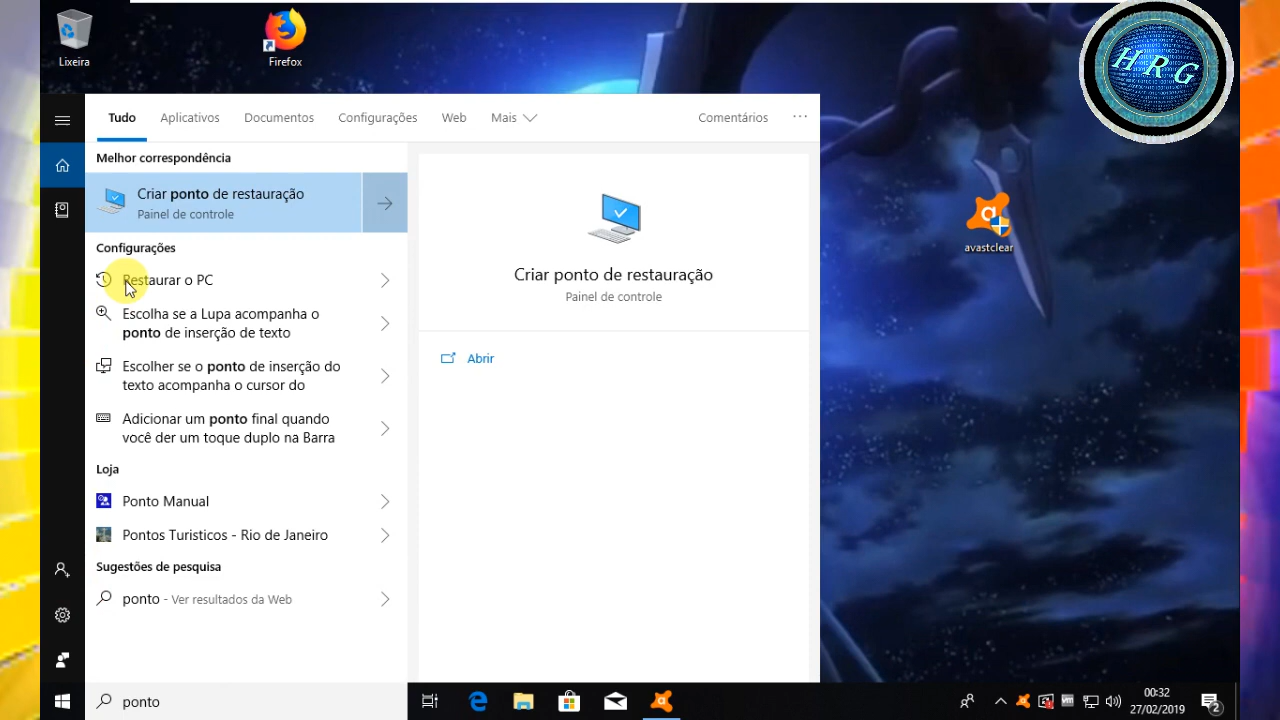 Lixeira
Firefox
HRG
Tudo
Aplicativos
Documentos
Configurações
Web
Mais
Comentários
Melhor correspondência
Criar ponto de restauração
Painel de controle
Configurações
Restaurar o PC
Escolha se a Lupa acompanha o
ponto de inserção de texto
Escolher se o ponto de inserção do
texto acompanha o cursor do
Adicionar um ponto final quando
você der um toque duplo na Barra
Loja
Ponto Manual
Pontos Turisticos - Rio de Janeiro
Sugestões de pesquisa
ponto - Ver resultados da Web
Criar ponto de restauração
Painel de controle
Abrir
avastclear
ponto
00:32
27/02/2019
2